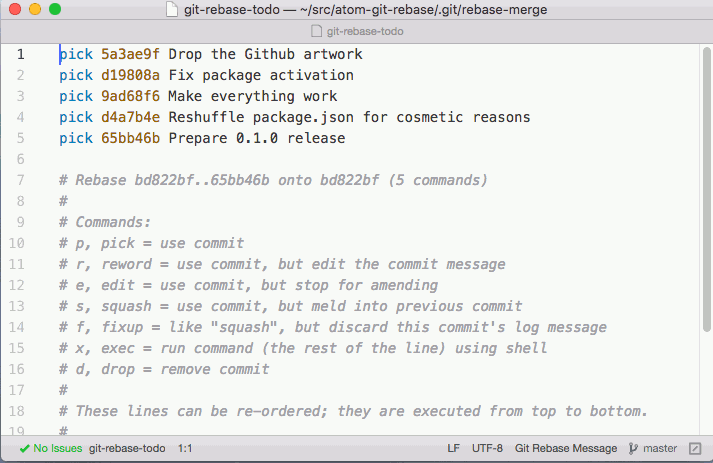 git-rebase-todo — ~/src/atom-git-rebase/.git/rebase-merge
git-rebase-todo
1 pick 5a3ae9f Drop the Github artwork
2 pick d19808a Fix package activation
3 pick 9ad68f6 Make everything work
4 pick d4a7b4e Reshuffle package.json for cosmetic reasons
5 pick 65bb46b Prepare 0.1.0 release
6
7 # Rebase bd822bf..65bb46b onto bd822bf (5 commands)
8 #
9 # Commands:
10 # p, pick = use commit
11 # r, reword = use commit, but edit the commit message
12 # e, edit = use commit, but stop for amending
13 # s, squash = use commit, but meld into previous commit
14 # f, fixup = like "squash", but discard this commit's log message
15 # x, exec = run command (the rest of the line) using shell
16 # d, drop = remove commit
17 #
18 # These lines can be re-ordered; they are executed from top to bottom.
19 #
No Issues git-rebase-todo 1:1 LF UTF-8 Git Rebase Message master